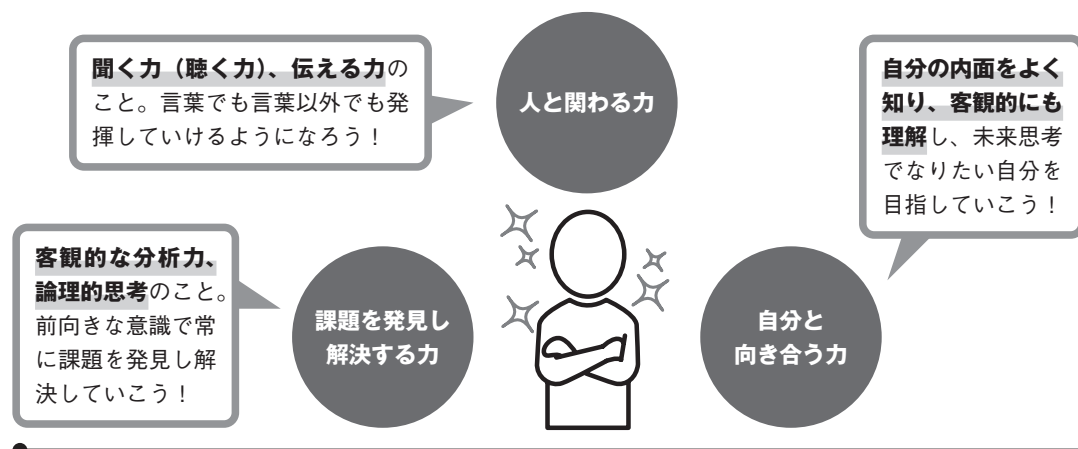 聞く力（聴く力）、伝える力の
こと。言葉でも言葉以外でも発
揮していけるようになろう！
人と関わる力
自分の内面をよく
知り、客観的にも
理解し、未来思考
でなりたい自分を
目指していこう！
客観的な分析力、
論理的思考のこと。
前向きな意識で常
に課題を発見し解
決していこう！
課題を発見し
解決する力
自分と
向き合う力